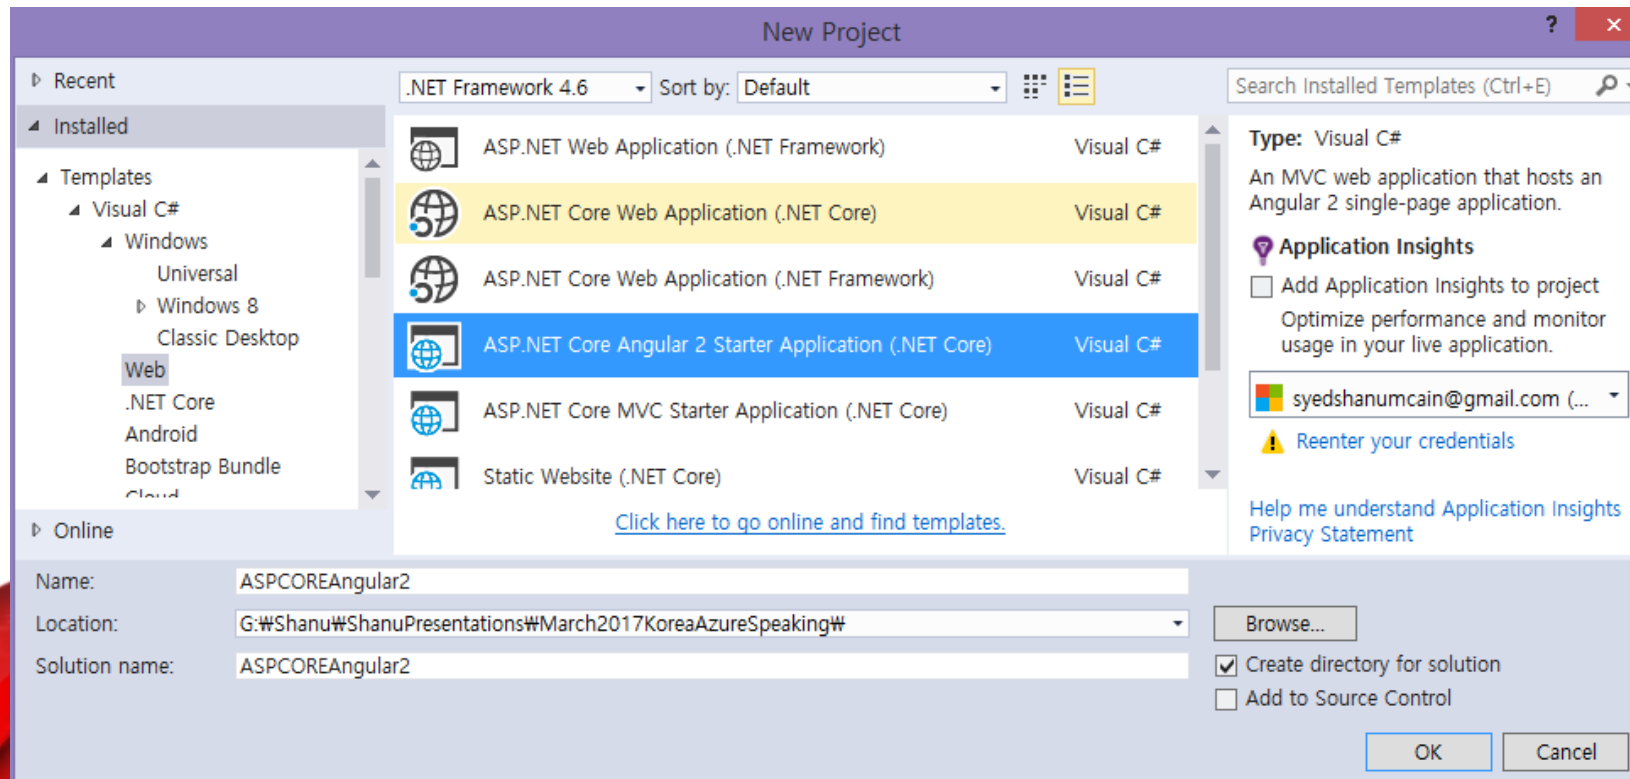 New Project
?
Recent
.NET Framework 4.6
Sort by: Default
Search Installed Templates (Ctrl+E)
Installed
Templates
Visual C#
Windows
Universal
Windows 8
Classic Desktop
Web
.NET Core
Android
Bootstrap Bundle
Cloud
Online
ASP.NET Web Application (.NET Framework) Visual C#
ASP.NET Core Web Application (.NET Core) Visual C#
ASP.NET Core Web Application (.NET Framework) Visual C#
ASP.NET Core Angular 2 Starter Application (.NET Core) Visual C#
ASP.NET Core MVC Starter Application (.NET Core) Visual C#
Static Website (.NET Core) Visual C#
Click here to go online and find templates.
Type: Visual C#
An MVC web application that hosts an
Angular 2 single-page application.
Application Insights
Add Application Insights to project
Optimize performance and monitor
usage in your live application.
syedshanumcain@gmail.com (...
Reenter your credentials
Help me understand Application Insights
Privacy Statement
Name: ASPCOREAngular2
Location: G:₩Shanu₩ShanuPresentations₩March2017KoreaAzureSpeaking₩
Browse...
Solution name: ASPCOREAngular2
Create directory for solution
Add to Source Control
OK
Cancel